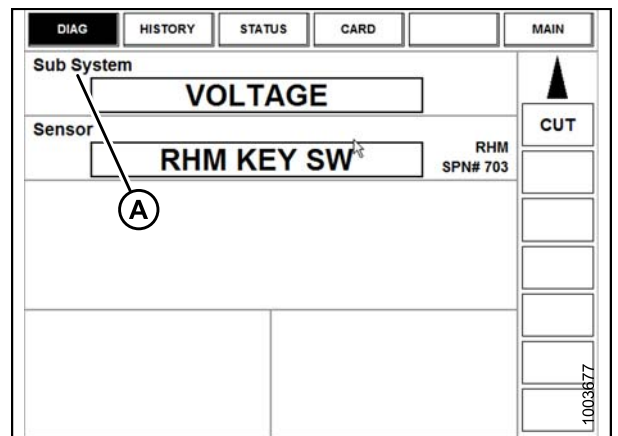 DIAG HISTORY STATUS CARD MAIN
Sub System
VOLTAGE
CUT
Sensor
RHM KEY SW
RHM
SPN# 703
A
1003677